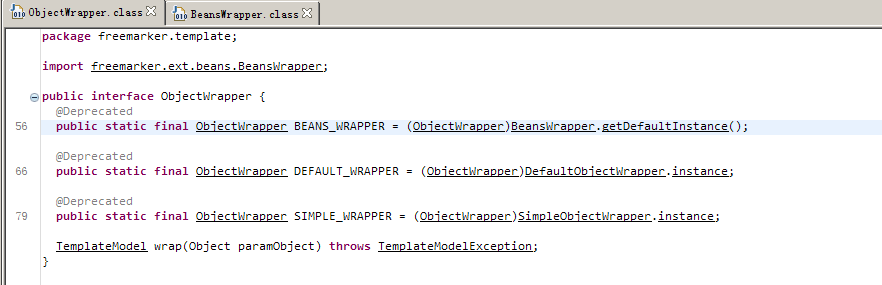 ObjectWrapper.class BeansWrapper.class
package freemarker.template;
import freemarker.ext.beans.BeansWrapper;
public interface ObjectWrapper {
@Deprecated
56 public static final ObjectWrapper BEANS_WRAPPER = (ObjectWrapper)BeansWrapper.getDefaultInstance();
@Deprecated
66 public static final ObjectWrapper DEFAULT_WRAPPER = (ObjectWrapper)DefaultObjectWrapper.instance;
@Deprecated
79 public static final ObjectWrapper SIMPLE_WRAPPER = (ObjectWrapper)SimpleObjectWrapper.instance;
TemplateModel wrap(Object paramObject) throws TemplateModelException;
}